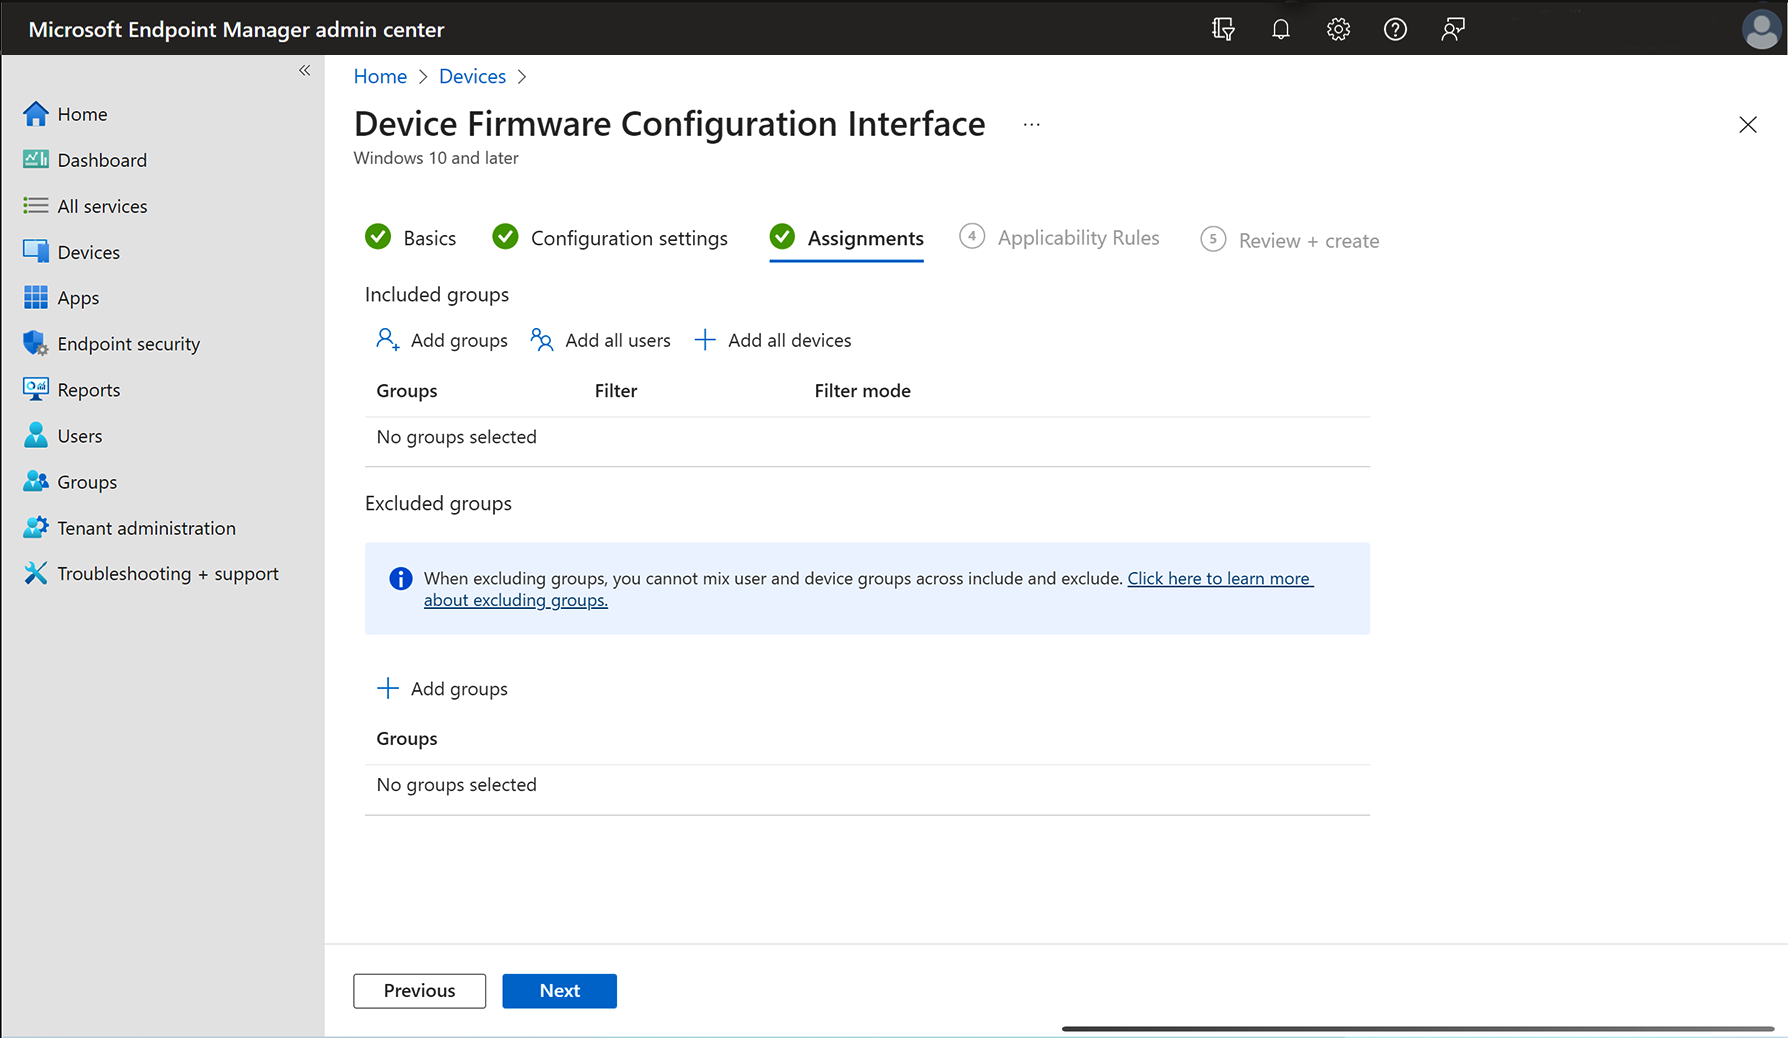 Microsoft Endpoint Manager admin center
Home
Dashboard
All services
Devices
Apps
Endpoint security
Reports
Users
Groups
Tenant administration
Troubleshooting + support
Home > Devices >
Device Firmware Configuration Interface ...
Windows 10 and later
Basics Configuration settings Assignments 4 Applicability Rules 5 Review + create
Included groups
Add groups Add all users Add all devices
Groups Filter Filter mode
No groups selected
Excluded groups
When excluding groups, you cannot mix user and device groups across include and exclude. Click here to learn more
about excluding groups.
Add groups
Groups
No groups selected
Previous Next